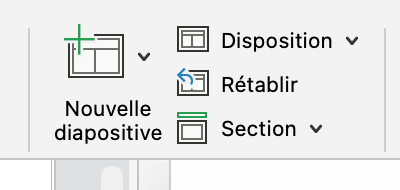 Nouvelle
diapositive
Disposition
Rétablir
Section